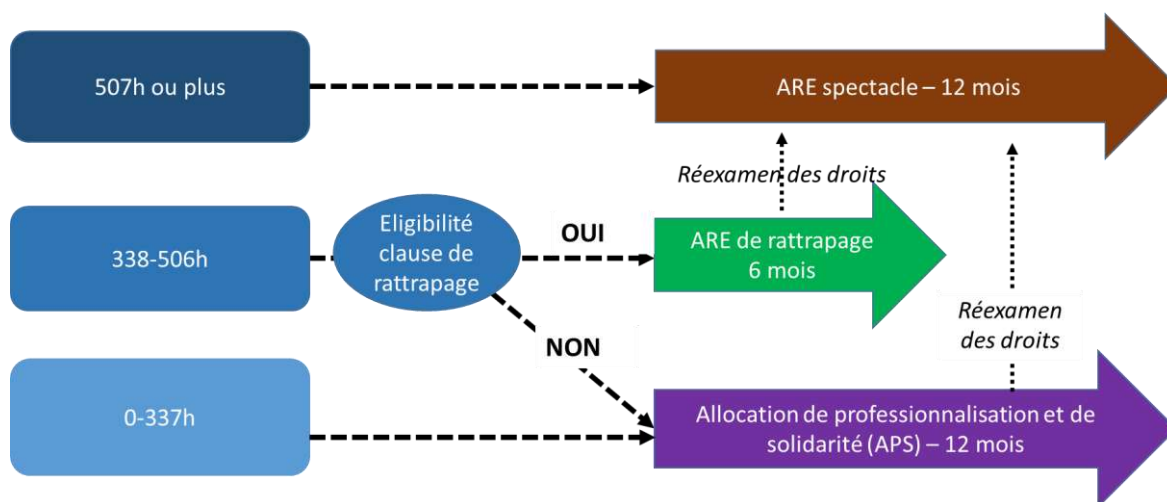 507h ou plus
ARE spectacle – 12 mois
Réexamen des droits
338-506h
Eligibilité
clause de
rattrapage
OUI
ARE de rattrapage
6 mois
NON
Réexamen
des droits
0-337h
Allocation de professionnalisation et de
solidarité (APS) – 12 mois